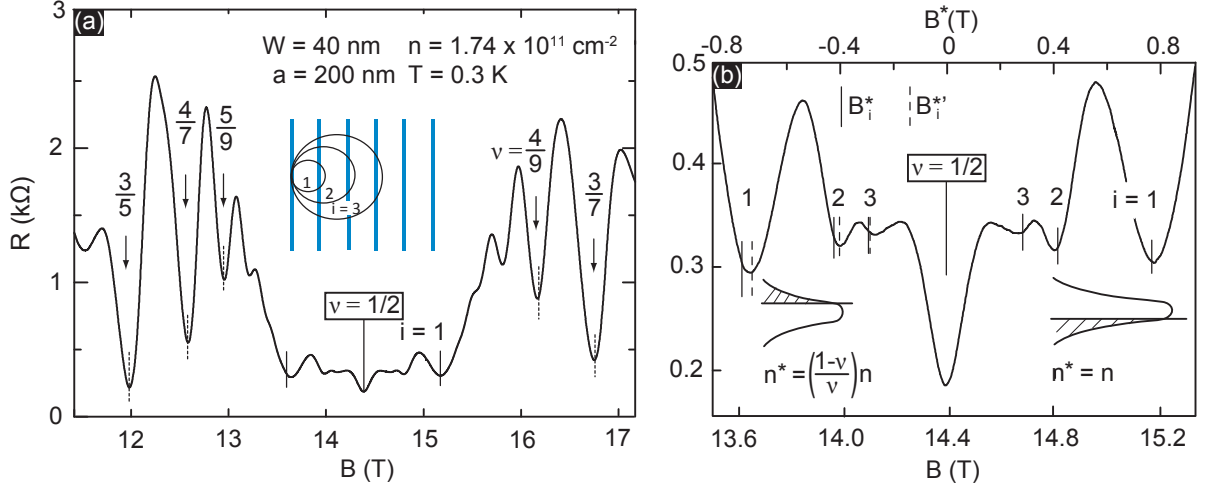 (a)
3
2
1
0
R (kΩ)
W = 40 nm n = 1.74 x 10¹¹ cm⁻²
a = 200 nm T = 0.3 K
3/5
4/7
5/9
ν = 4/9
3/7
1
2
i = 3
ν = 1/2
i = 1
12 13 14 15 16 17
B (T)
B*(T)
-0.8 -0.4 0 0.4 0.8
(b)
0.5
0.4
0.3
0.2
B*ᵢ B*'ᵢ
ν = 1/2
1 2 3 3 2 i = 1
n* = ((1-ν)/ν)n
n* = n
13.6 14.0 14.4 14.8 15.2
B (T)